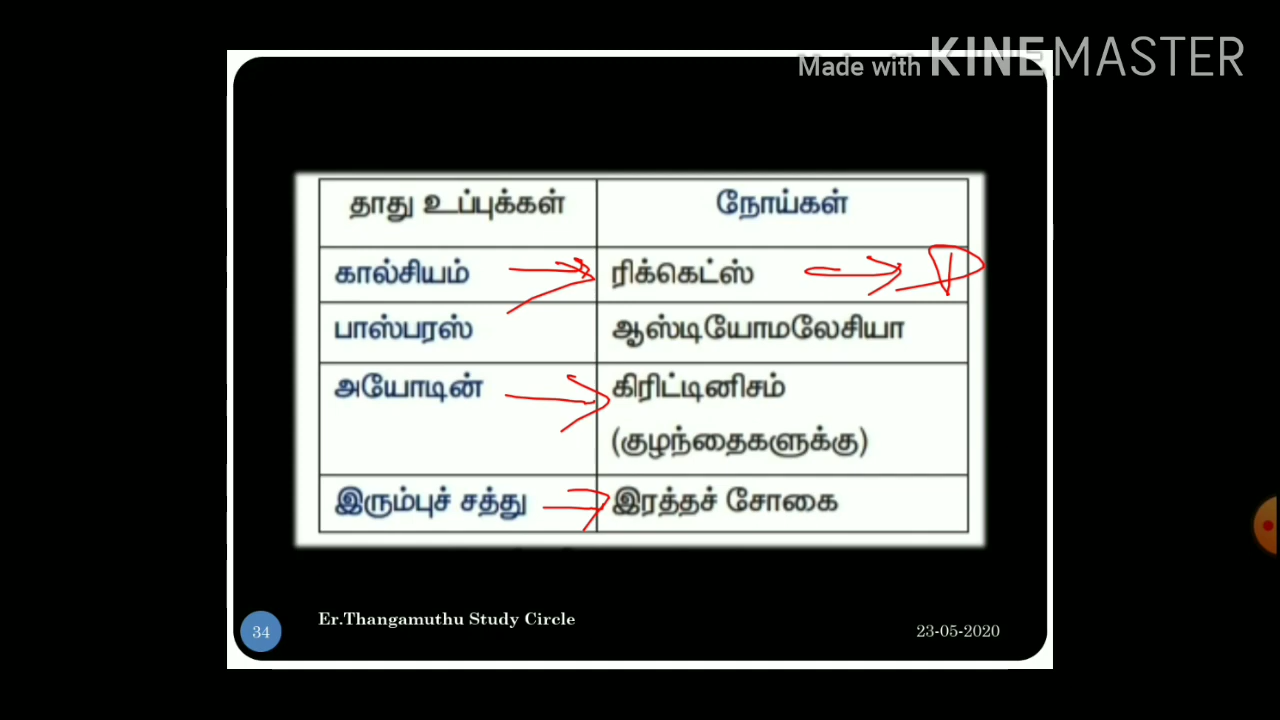 Made with KINEMASTER
தாது உப்புக்கள் நோய்கள்
கால்சியம் ரிக்கெட்ஸ் D
பாஸ்பரஸ் ஆஸ்டியோமலேசியா
அயோடின் கிரிட்டினிசம்
(குழந்தைகளுக்கு)
இரும்புச் சத்து இரத்தச் சோகை
Er.Thangamuthu Study Circle
34 23-05-2020